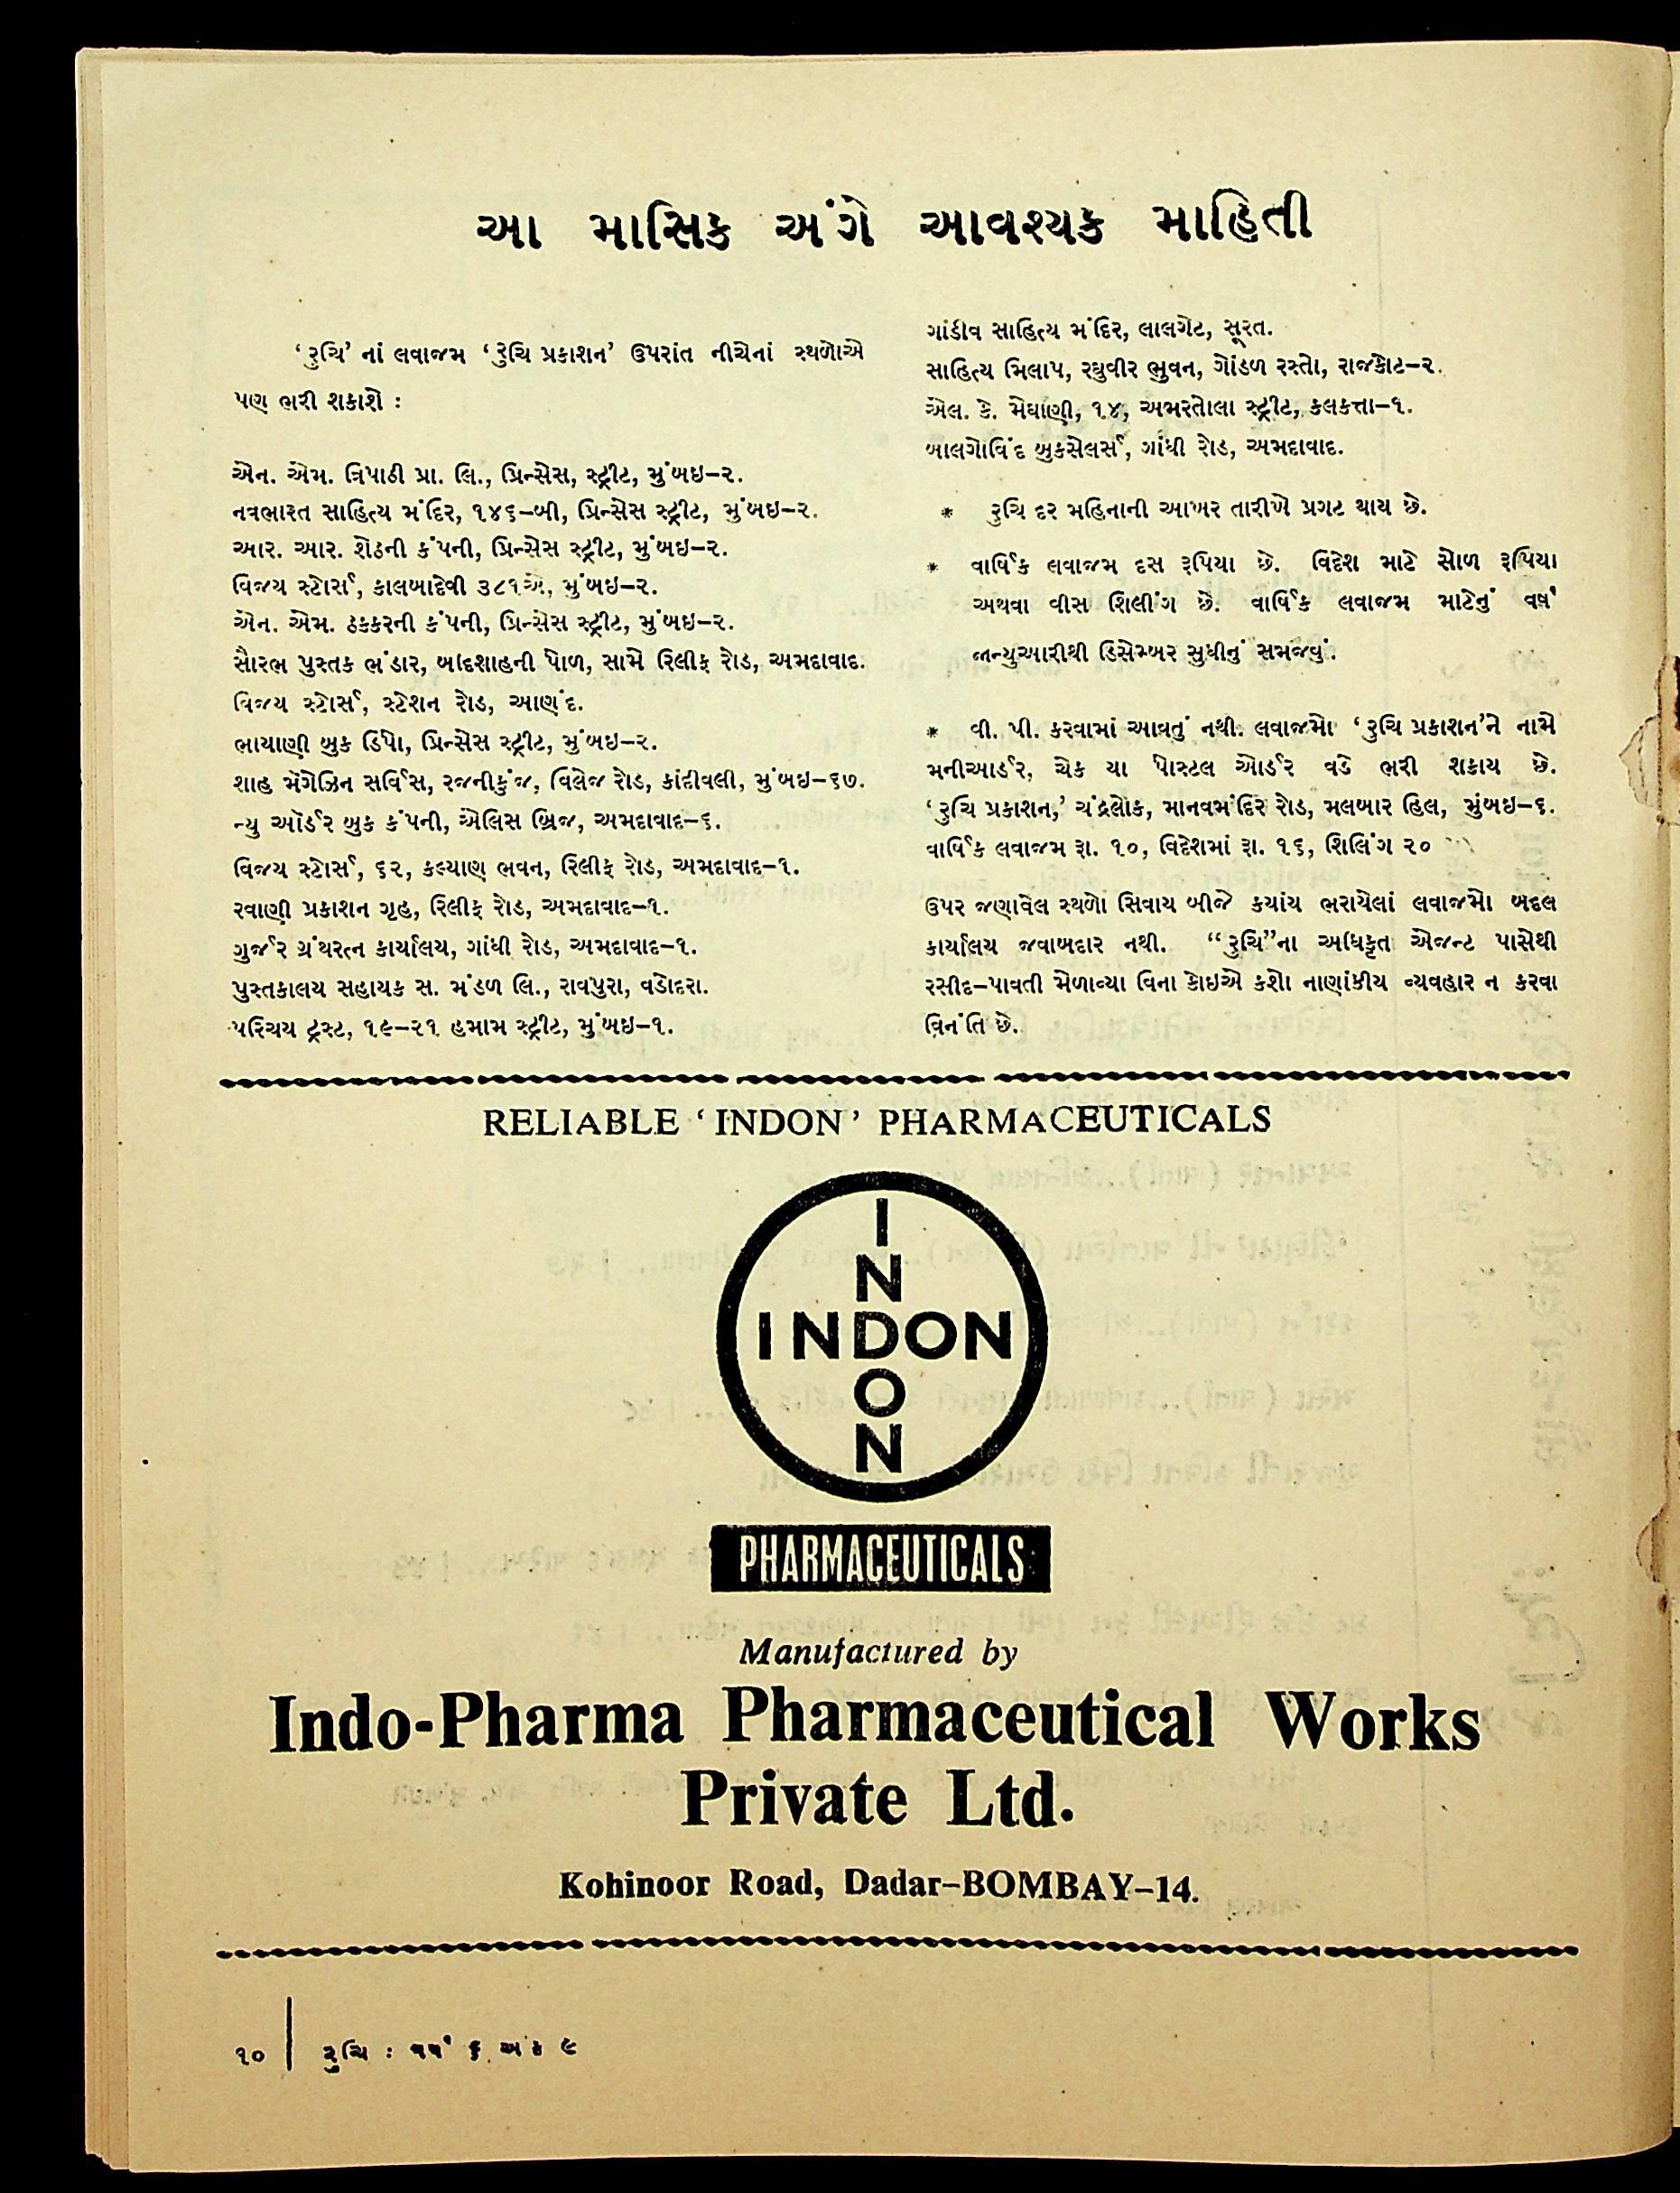 આ માસિક અંગે આવશ્યક માહિતી
‘રુચિ’ નાં લવાજમ ‘રુચિ પ્રકાશન’ ઉપરાંત નીચેનાં સ્થળોએ
પણ ભરી શકાશે :
એન. એમ. ત્રિપાઠી પ્રા. લિ., પ્રિન્સેસ, સ્ટ્રીટ, મુંબઇ–૨.
નવભારત સાહિત્ય મંદિર, ૧૪૬–બી, પ્રિન્સેસ સ્ટ્રીટ, મુંબઇ–૨.
આર. આર. શેઠની કંપની, પ્રિન્સેસ સ્ટ્રીટ, મુંબઇ–૨.
વિજય સ્ટોર્સ, કાલબાદેવી ૩૮૧એ, મુંબઇ–૨.
એન. એમ. ઠક્કરની કંપની, પ્રિન્સેસ સ્ટ્રીટ, મુંબઇ–૨.
સૌરભ પુસ્તક ભંડાર, બાદશાહની પોળ, સામે રિલીફ રોડ, અમદાવાદ.
વિજય સ્ટોર્સ, સ્ટેશન રોડ, આણંદ.
ભાયાણી બુક ડિપો, પ્રિન્સેસ સ્ટ્રીટ, મુંબઇ–૨.
શાહ મેંગેઝિન સર્વિસ, રજનીકુંજ, વિલેજ રોડ, કાંદીવલી, મુંબઇ–૬૭.
ન્યુ ઓર્ડર બુક કંપની, એલિસ બ્રિજ, અમદાવાદ–૬.
વિજય સ્ટોર્સ, ૬૨, કલ્યાણ ભવન, રિલીફ રોડ, અમદાવાદ–૧.
રવાણી પ્રકાશન ગૃહ, રિલીફ રોડ, અમદાવાદ–૧.
ગુર્જર ગ્રંથરત્ન કાર્યાલય, ગાંધી રોડ, અમદાવાદ–૧.
પુસ્તકાલય સહાયક સ. મંડળ લિ., રાવપુરા, વડોદરા.
પરિચય ટ્રસ્ટ, ૧૯–૨૧ હમામ સ્ટ્રીટ, મુંબઇ–૧.
ગાંડીવ સાહિત્ય મંદિર, લાલગેટ, સૂરત.
સાહિત્ય મિલાપ, રઘુવીર ભુવન, ગોંડળ રસ્તો, રાજકોટ–૨.
એલ. કે. મેઘાણી, ૧૪, અમરતોલા સ્ટ્રીટ, કલકત્તા–૧.
બાલગોવિંદ બુકસેલર્સ, ગાંધી રોડ, અમદાવાદ.
* રુચિ દર મહિનાની આખર તારીખે પ્રગટ થાય છે.
* વાર્ષિક લવાજમ દસ રૂપિયા છે. વિદેશ માટે સોળ રૂપિયા
અથવા વીસ શિલીંગ છે. વાર્ષિક લવાજમ માટેનું વર્ષ
જાન્યુઆરીથી ડિસેમ્બર સુધીનું સમજવું.
* વી. પી. કરવામાં આવતું નથી. લવાજમો ‘રુચિ પ્રકાશન’ને નામે
મનીઆર્ડર, ચેક યા પોસ્ટલ ઓર્ડર વડે ભરી શકાય છે.
‘રુચિ પ્રકાશન,’ ચંદ્રલોક, માનવમંદિર રોડ, મલબાર હિલ, મુંબઇ–૬.
વાર્ષિક લવાજમ રૂા. ૧૦, વિદેશમાં રૂા. ૧૬, શિલિંગ ૨૦
ઉપર જણાવેલ સ્થળો સિવાય બીજે કયાંય ભરાયેલાં લવાજમો બદલ
કાર્યાલય જવાબદાર નથી. “રુચિ”ના અધિકૃત એજન્ટ પાસેથી
રસીદ–પાવતી મેળાવ્યા વિના કોઇએ કશો નાણાંકીય વ્યવહાર ન કરવા
વિનંતિ છે.
RELIABLE ‘INDON’ PHARMACEUTICALS
I
N
INDON
O
N
PHARMACEUTICALS
Manufactured by
Indo-Pharma Pharmaceutical Works
Private Ltd.
Kohinoor Road, Dadar–BOMBAY–14.
૧૦ | રુચિ : વર્ષ ૬ અંક ૯